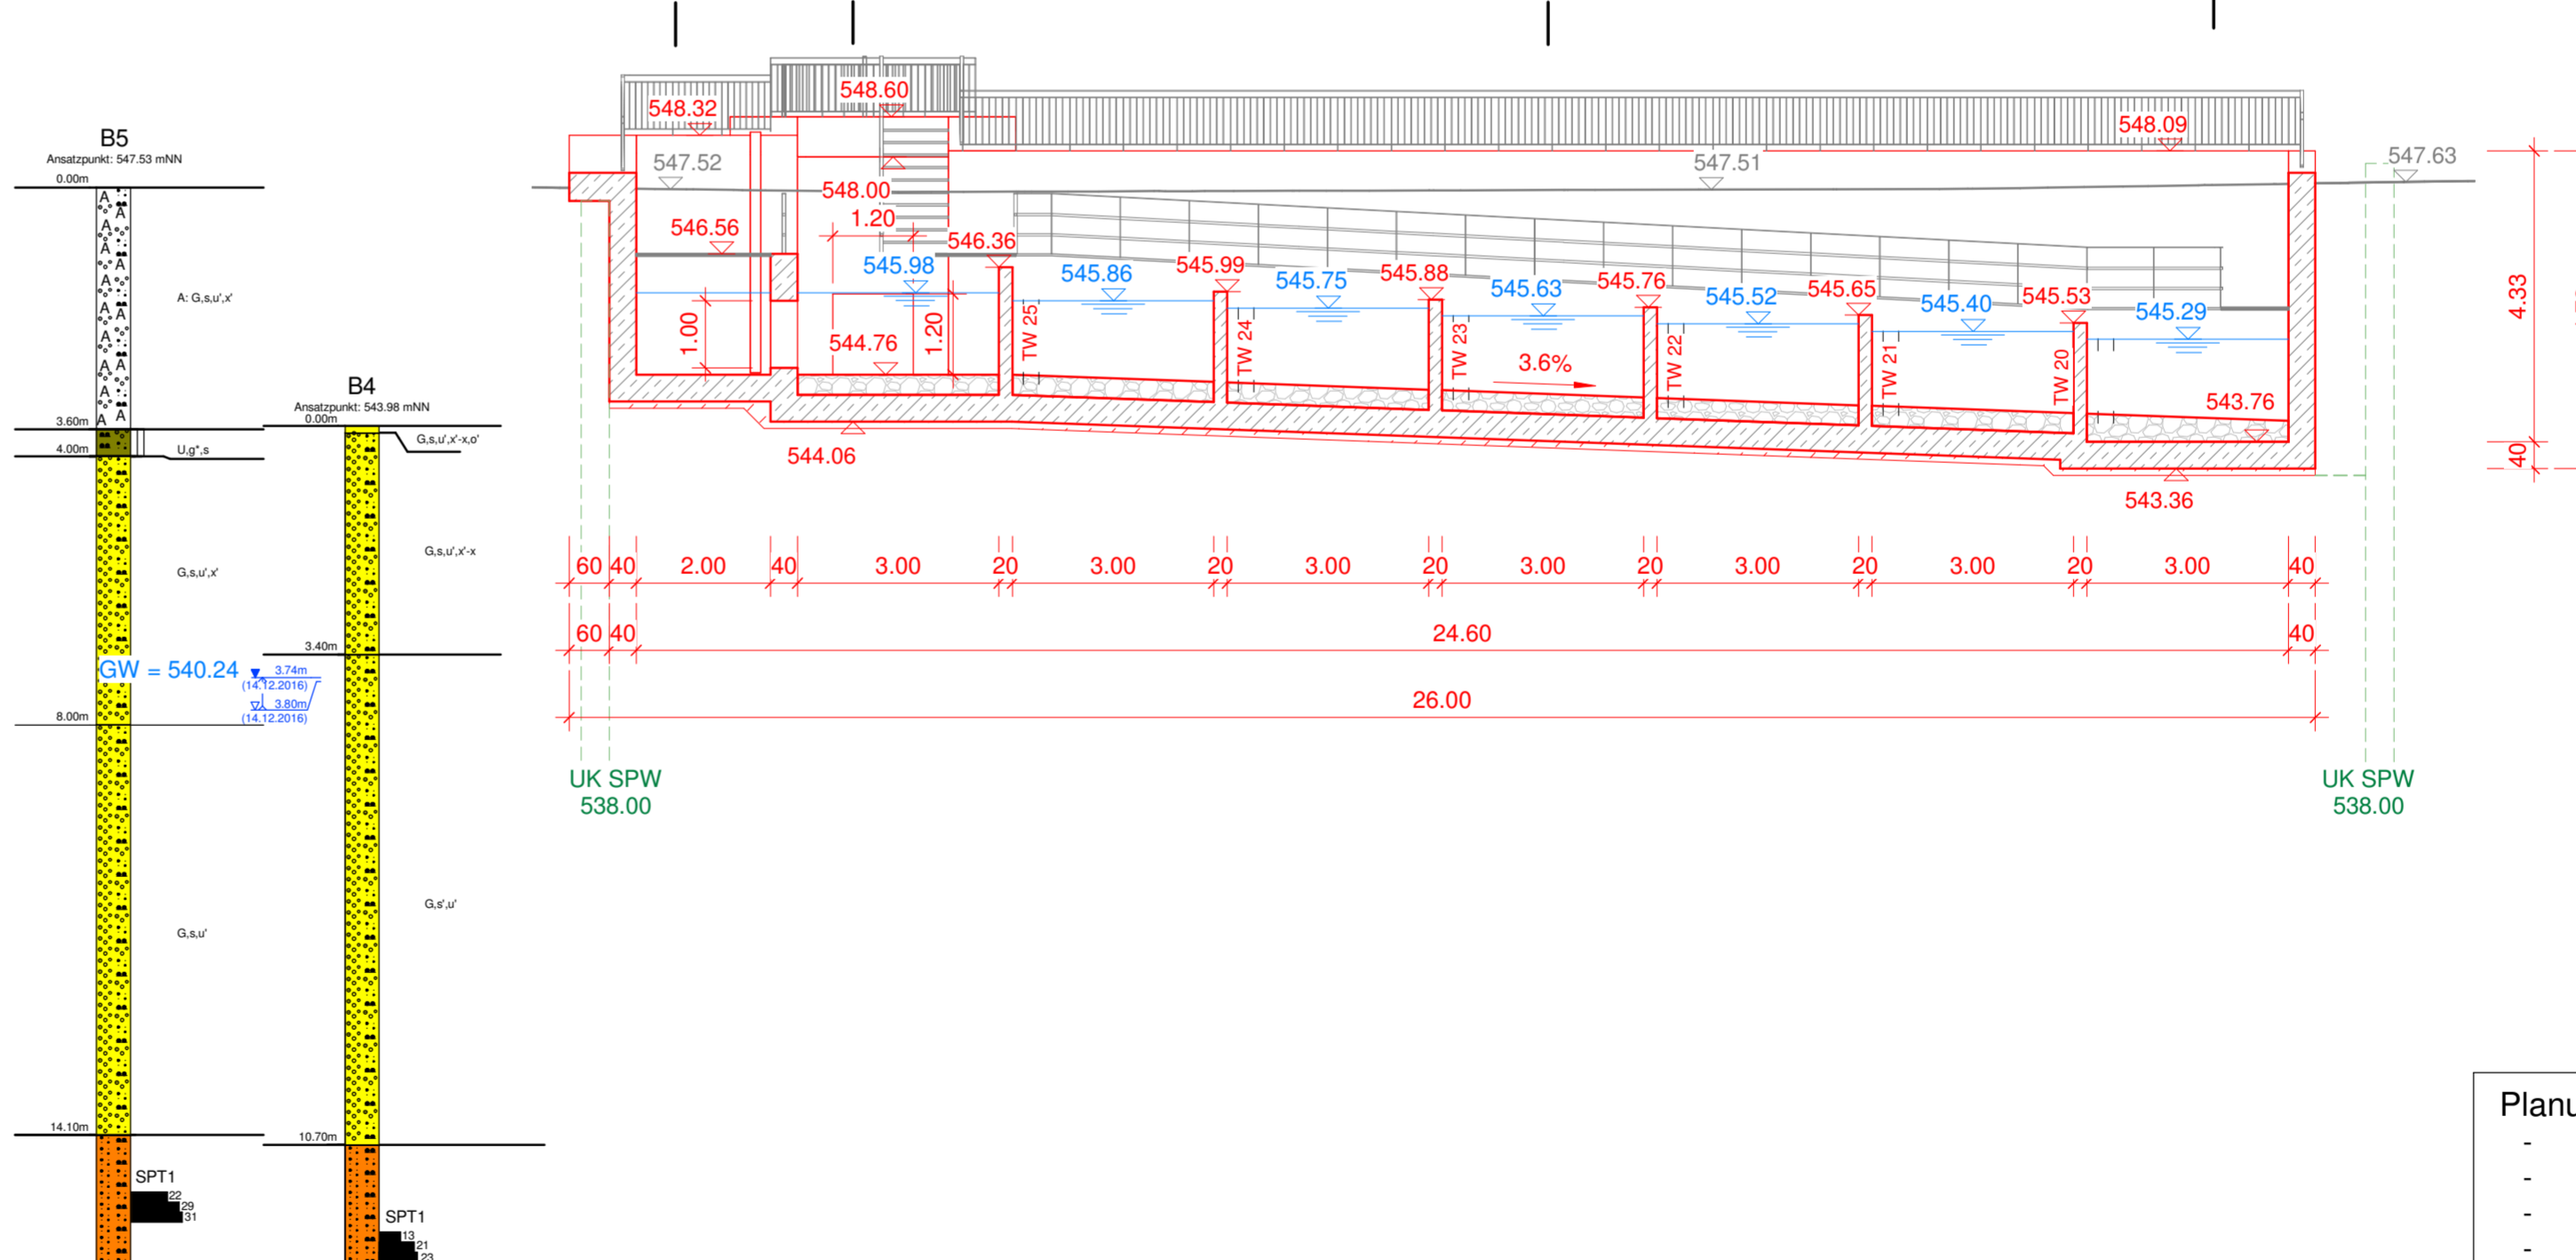 B5
Ansatzpunkt: 547.53 mNN
0.00m
A: G,s,u',x'
3.60m
U,g*,s
4.00m
G,s,u',x'
GW = 540.24
3.74m
(14.12.2016)
3.80m
(14.12.2016)
8.00m
G,s,u'
14.10m
SPT1
22
29
31
B4
Ansatzpunkt: 543.98 mNN
0.00m
G,s,u',x'-x,o'
G,s,u',x'-x
3.40m
G,s',u'
10.70m
SPT1
13
21
23
548.32
548.60
548.09
547.52
547.51
547.63
548.00
1.20
546.56
546.36
545.98
545.86
545.99
545.75
545.88
545.63
545.76
545.52
545.65
545.40
545.53
545.29
1.00
544.76
1.20
TW 25
TW 24
TW 23
3.6%
TW 22
TW 21
TW 20
543.76
4.33
40
544.06
543.36
60 40 2.00 40 3.00 20 3.00 20 3.00 20 3.00 20 3.00 20 3.00 20 3.00 40
60 40 24.60 40
26.00
UK SPW
538.00
UK SPW
538.00
Planu
-
-
-
-